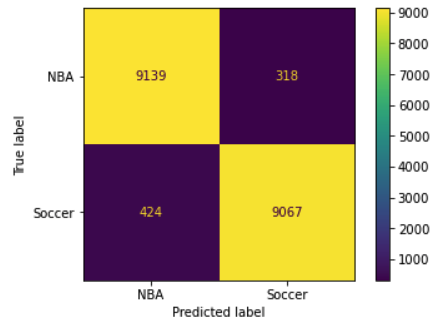 NBA
Soccer
True label
9139
318
424
9067
NBA
Soccer
Predicted label
9000
8000
7000
6000
5000
4000
3000
2000
1000